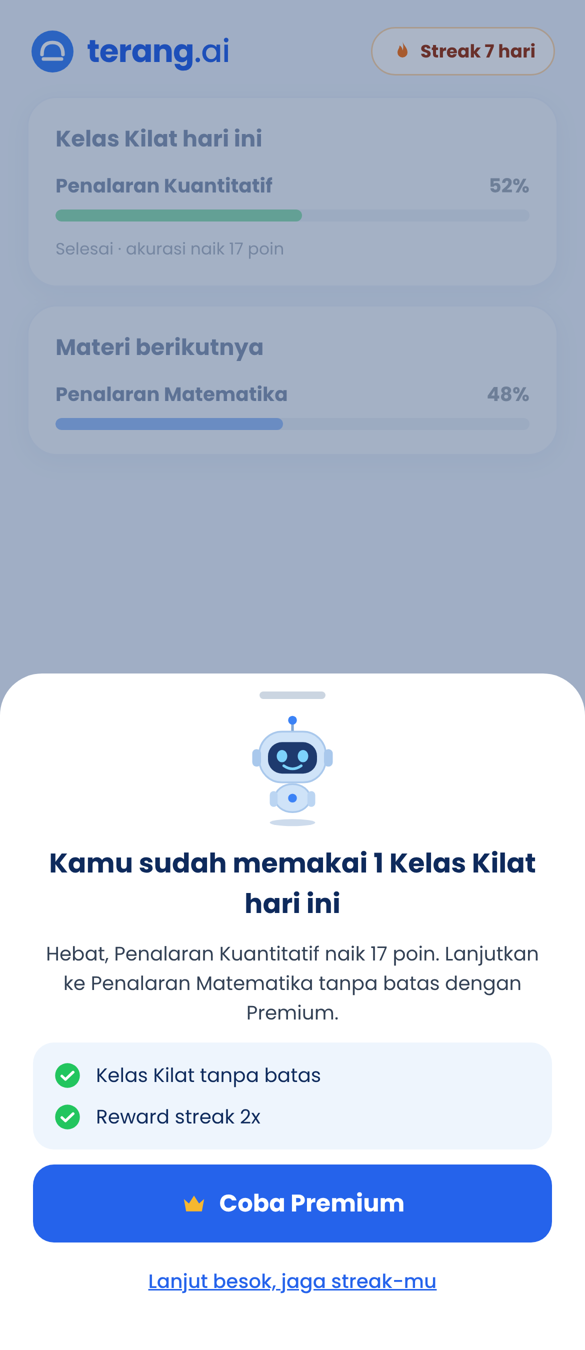 terang.ai
Streak 7 hari
Kelas Kilat hari ini
Penalaran Kuantitatif 52%
Selesai · akurasi naik 17 poin
Materi berikutnya
Penalaran Matematika 48%
Kamu sudah memakai 1 Kelas Kilat
hari ini
Hebat, Penalaran Kuantitatif naik 17 poin. Lanjutkan
ke Penalaran Matematika tanpa batas dengan
Premium.
Kelas Kilat tanpa batas
Reward streak 2x
Coba Premium
Lanjut besok, jaga streak-mu